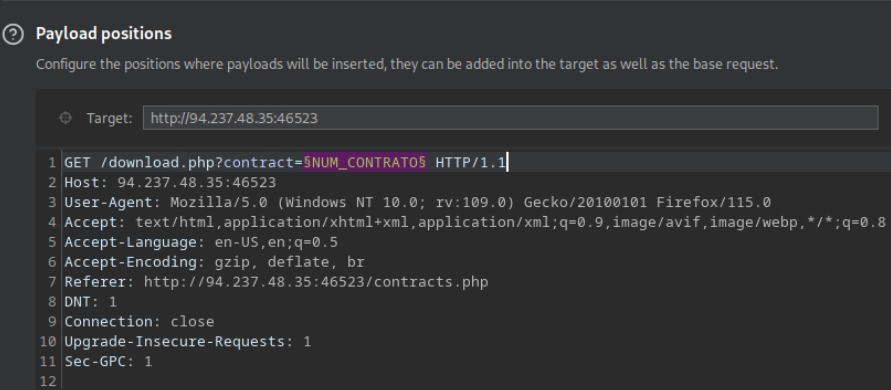 Payload positions
Configure the positions where payloads will be inserted, they can be added into the target as well as the base request.
Target: http://94.237.48.35:46523
1 GET /download.php?contract=§NUM_CONTRATO§ HTTP/1.1
2 Host: 94.237.48.35:46523
3 User-Agent: Mozilla/5.0 (Windows NT 10.0; rv:109.0) Gecko/20100101 Firefox/115.0
4 Accept: text/html,application/xhtml+xml,application/xml;q=0.9,image/avif,image/webp,*/*;q=0.8
5 Accept-Language: en-US,en;q=0.5
6 Accept-Encoding: gzip, deflate, br
7 Referer: http://94.237.48.35:46523/contracts.php
8 DNT: 1
9 Connection: close
10 Upgrade-Insecure-Requests: 1
11 Sec-GPC: 1
12